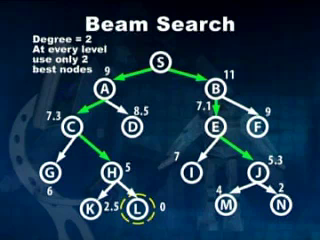 Beam Search
Degree = 2
At every level
use only 2
best nodes
S
9
11
A
B
7.3
8.5
7.1
9
C
D
E
F
6
5
7
5.3
G
H
I
J
2.5
0
4
2
K
L
M
N